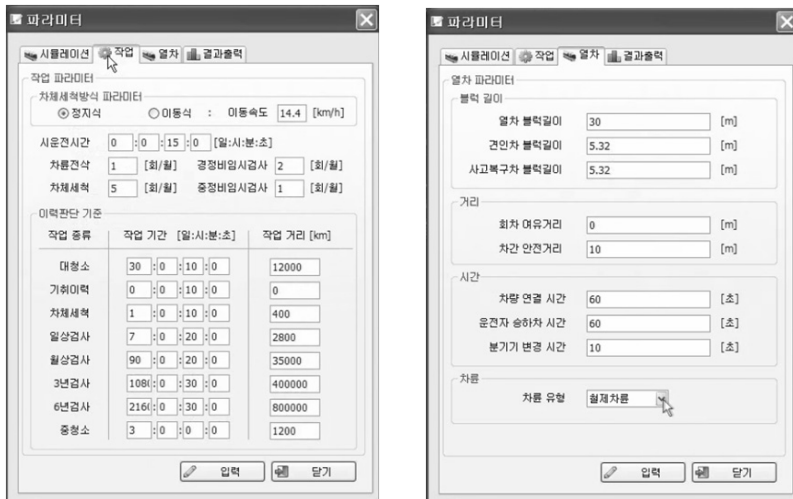 파라미터
시뮬레이션 작업 열차 결과출력
작업 파라미터
차체세척방식 파라미터
정지식 이동식 : 이동속도 14.4 [km/h]
시운전시간 0 : 0 : 15 : 0 [일:시:분:초]
차륜전삭 1 [회/월] 경정비임시검사 2 [회/월]
차체세척 5 [회/월] 중정비임시검사 1 [회/월]
이력판단 기준
작업 종류 작업 기간 [일:시:분:초] 작업 거리 [km]
대청소 30 : 0 : 10 : 0 12000
기취이력 0 : 0 : 10 : 0 0
차체세척 1 : 0 : 10 : 0 400
일상검사 7 : 0 : 20 : 0 2800
월상검사 90 : 0 : 20 : 0 35000
3년검사 108( : 0 : 30 : 0 400000
6년검사 216( : 0 : 30 : 0 800000
중청소 3 : 0 : 0 : 0 1200
입력 닫기
파라미터
시뮬레이션 작업 열차 결과출력
열차 파라미터
블럭 길이
열차 블럭길이 30 [m]
견인차 블럭길이 5.32 [m]
사고복구차 블럭길이 5.32 [m]
거리
회차 여유거리 0 [m]
차간 안전거리 10 [m]
시간
차량 연결 시간 60 [초]
운전자 승하차 시간 60 [초]
분기기 변경 시간 10 [초]
차륜
차륜 유형 철제차륜
입력 닫기